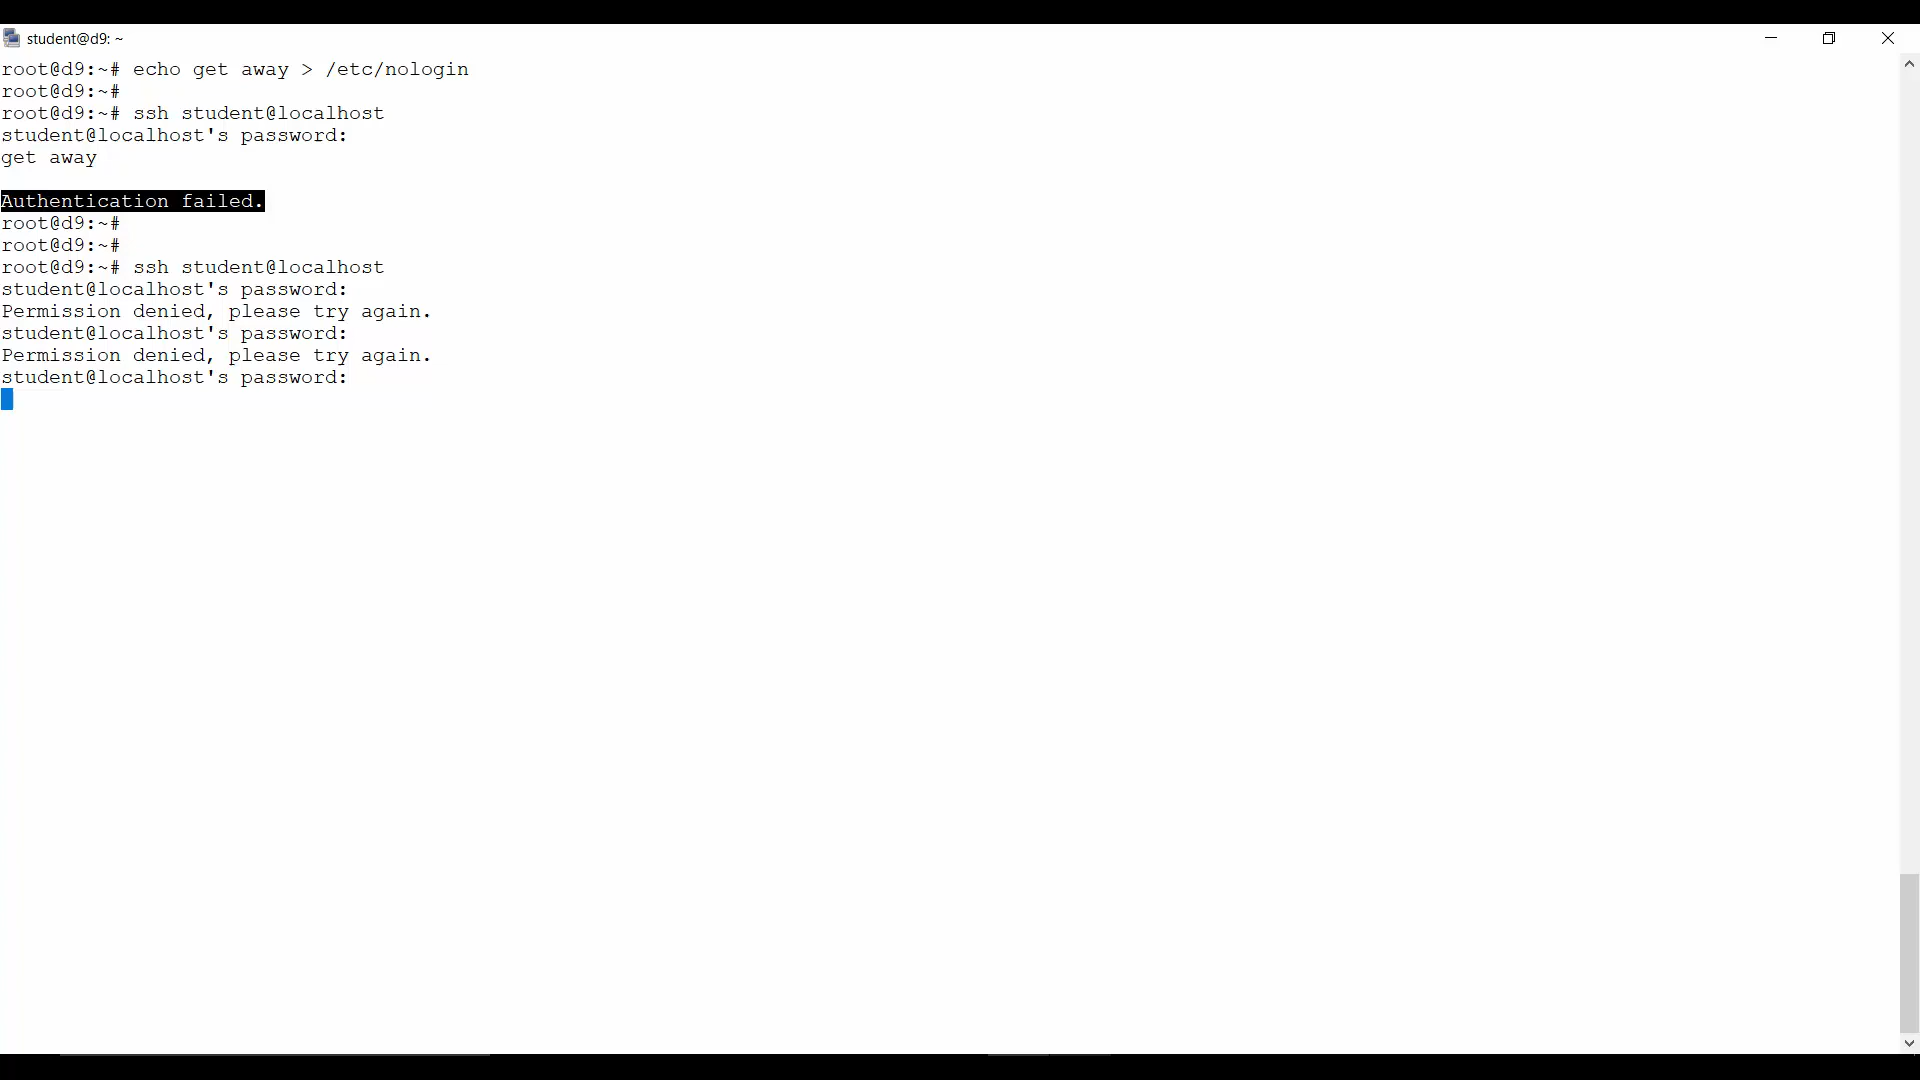 student@d9: ~
root@d9:~# echo get away > /etc/nologin
root@d9:~#
root@d9:~# ssh student@localhost
student@localhost's password:
get away
Authentication failed.
root@d9:~#
root@d9:~#
root@d9:~# ssh student@localhost
student@localhost's password:
Permission denied, please try again.
student@localhost's password:
Permission denied, please try again.
student@localhost's password: